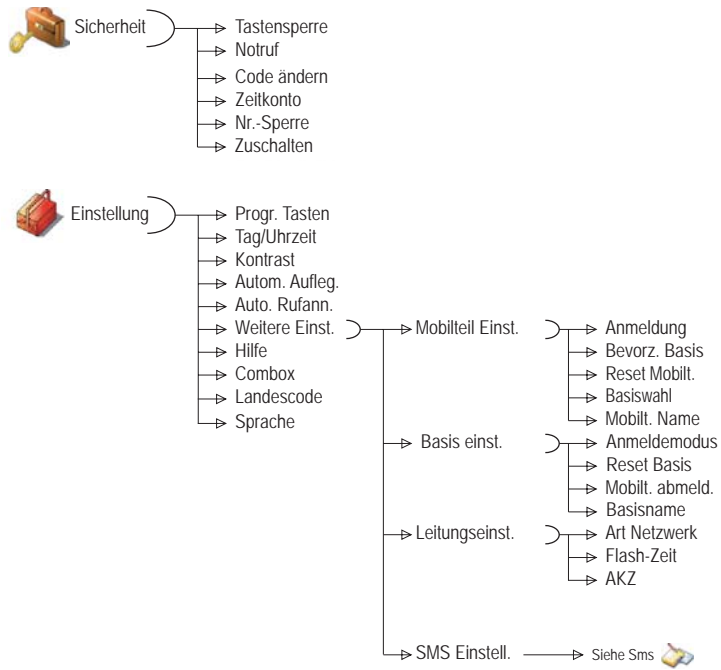 Sicherheit
Tastensperre
Notruf
Code ändern
Zeitkonto
Nr.-Sperre
Zuschalten
Einstellung
Progr. Tasten
Tag/Uhrzeit
Kontrast
Autom. Aufleg.
Auto. Rufann.
Weitere Einst.
Hilfe
Combox
Landescode
Sprache
Mobilteil Einst.
Anmeldung
Bevorz. Basis
Reset Mobilt.
Basiswahl
Mobilt. Name
Basis einst.
Anmeldemodus
Reset Basis
Mobilt. abmeld.
Basisname
Leitungseinst.
Art Netzwerk
Flash-Zeit
AKZ
SMS Einstell.
Siehe Sms